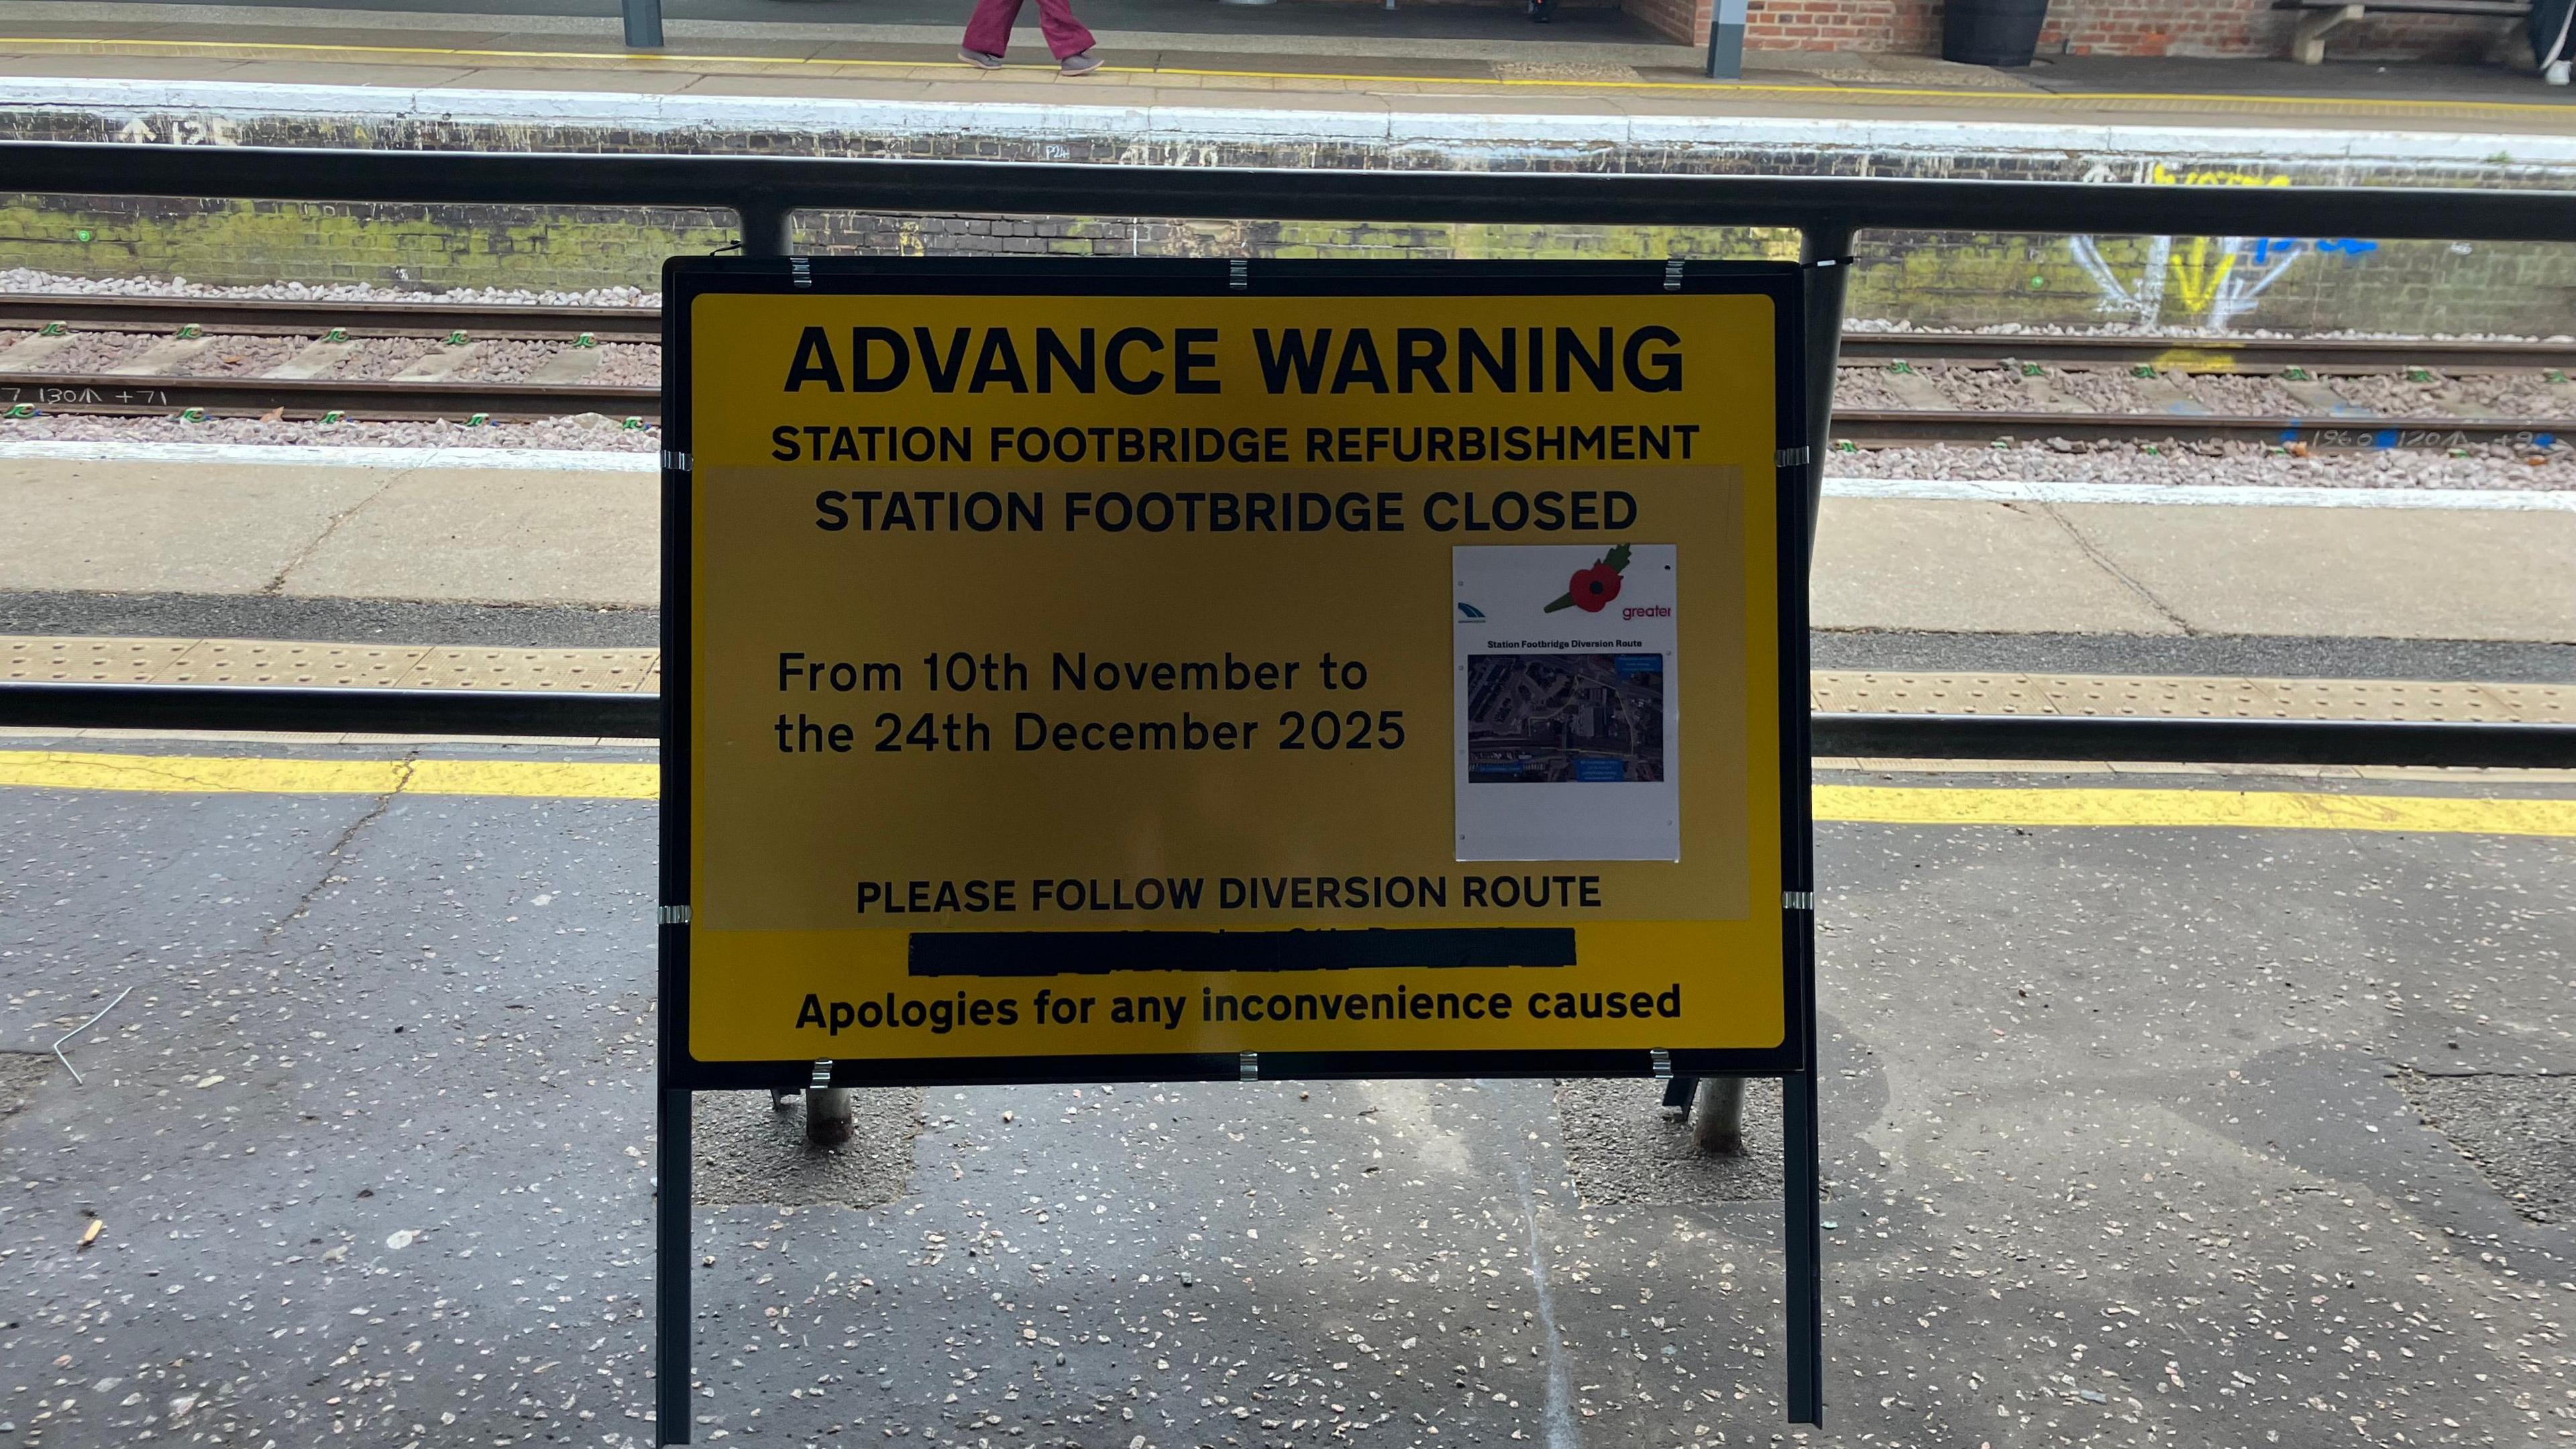 ADVANCE WARNING
STATION FOOTBRIDGE REFURBISHMENT
STATION FOOTBRIDGE CLOSED
greater
Station Footbridge Diversion Route
From 10th November to
the 24th December 2025
PLEASE FOLLOW DIVERSION ROUTE
Apologies for any inconvenience caused